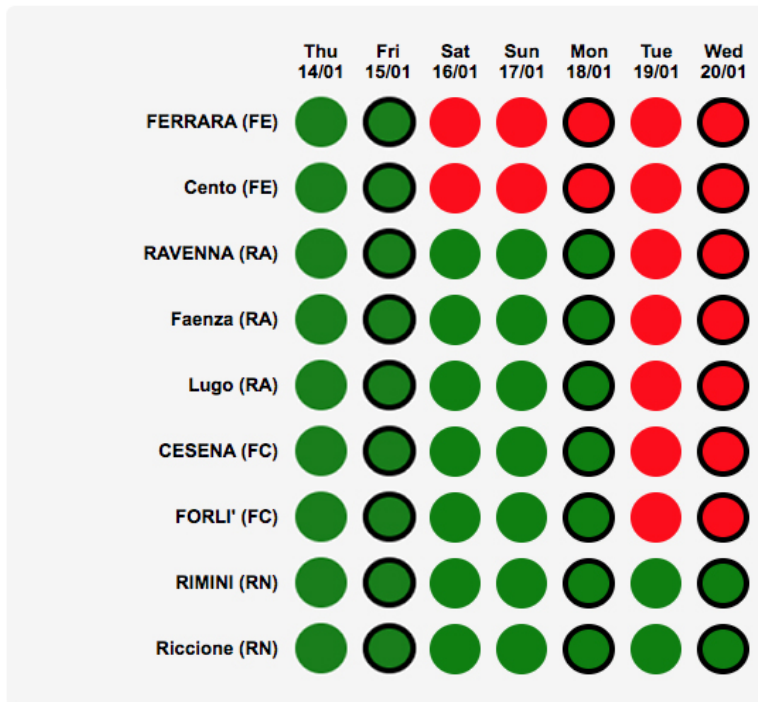 Thu Fri Sat Sun Mon Tue Wed
14/01 15/01 16/01 17/01 18/01 19/01 20/01
FERRARA (FE)
Cento (FE)
RAVENNA (RA)
Faenza (RA)
Lugo (RA)
CESENA (FC)
FORLI' (FC)
RIMINI (RN)
Riccione (RN)